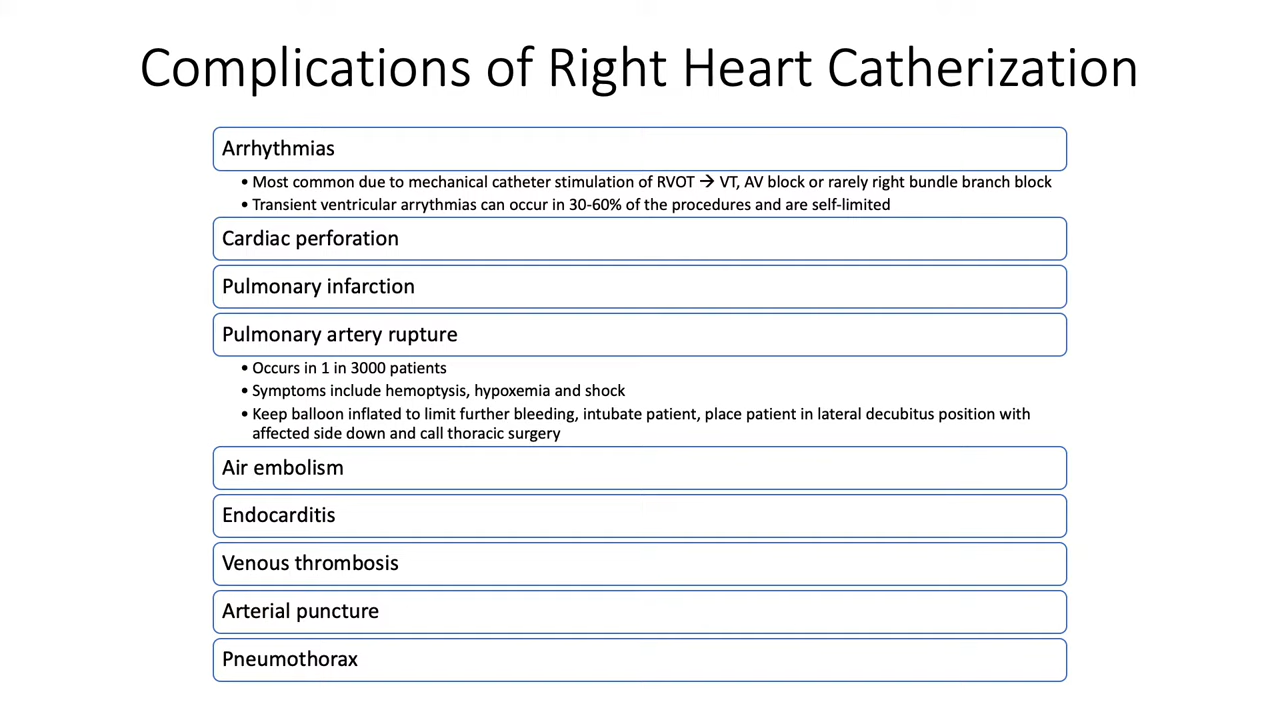 Complications of Right Heart Catherization
Arrhythmias
• Most common due to mechanical catheter stimulation of RVOT → VT, AV block or rarely right bundle branch block
• Transient ventricular arrythmias can occur in 30-60% of the procedures and are self-limited
Cardiac perforation
Pulmonary infarction
Pulmonary artery rupture
• Occurs in 1 in 3000 patients
• Symptoms include hemoptysis, hypoxemia and shock
• Keep balloon inflated to limit further bleeding, intubate patient, place patient in lateral decubitus position with
affected side down and call thoracic surgery
Air embolism
Endocarditis
Venous thrombosis
Arterial puncture
Pneumothorax